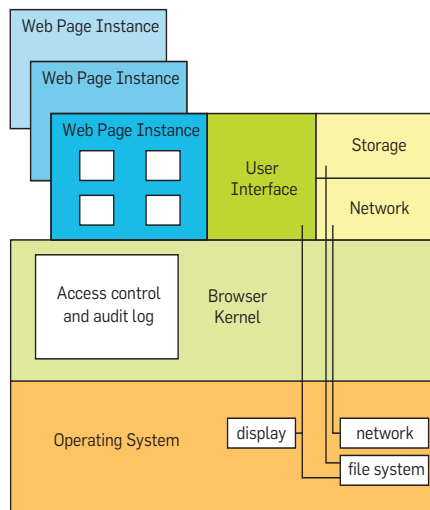 Web Page Instance
Web Page Instance
Web Page Instance
User
Interface
Storage
Network
Access control
and audit log
Browser
Kernel
Operating System
display
network
file system